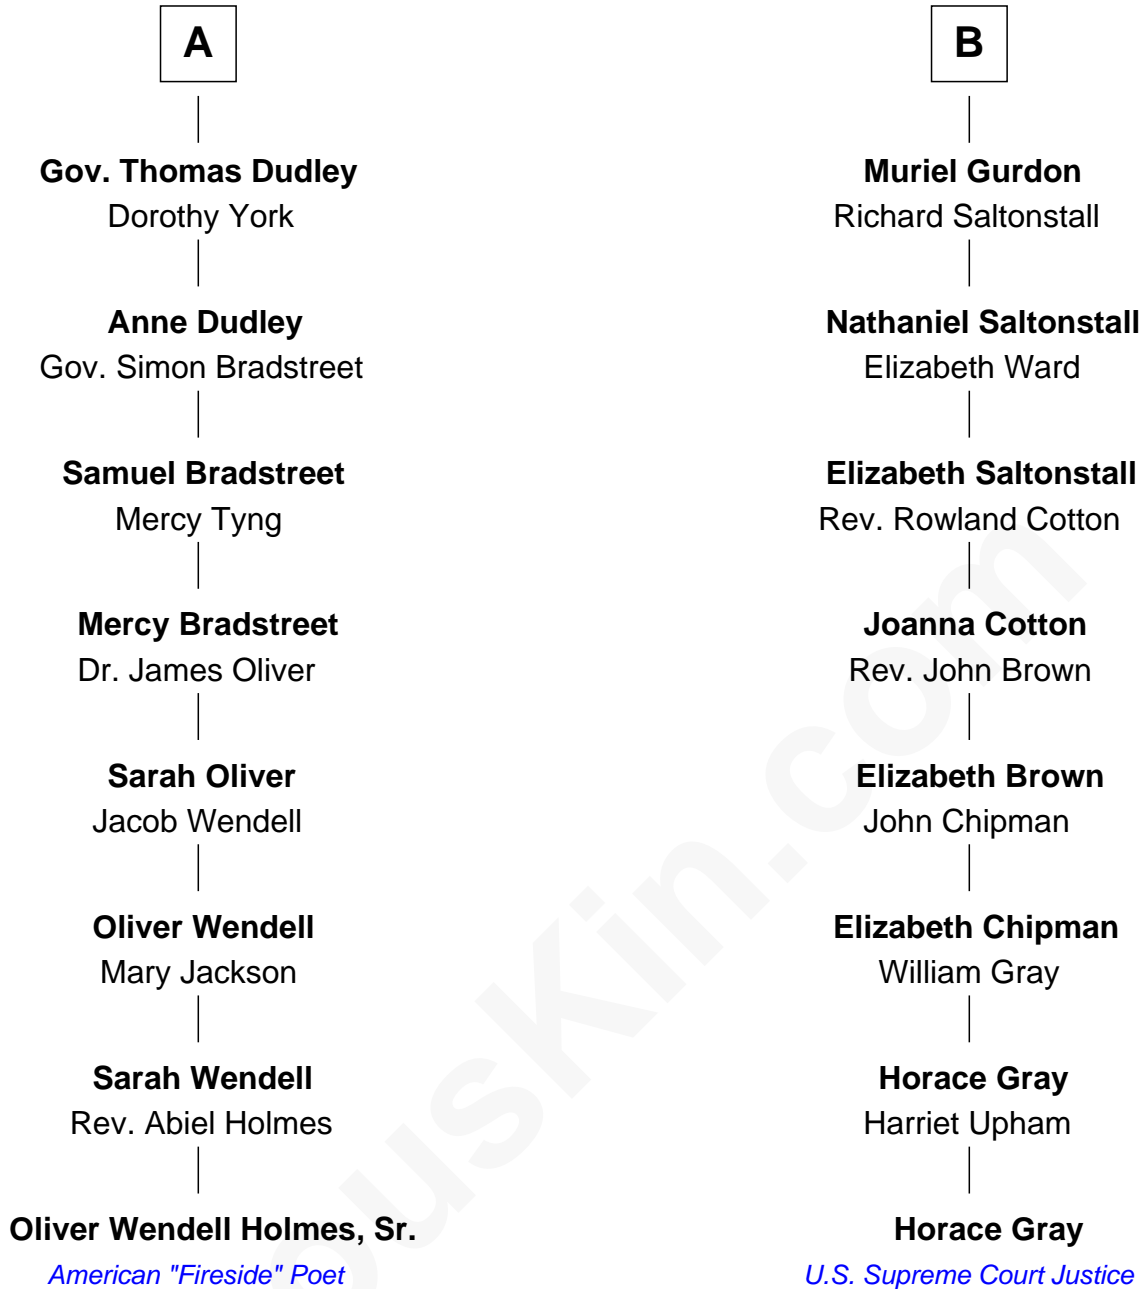 A
Gov. Thomas Dudley
Dorothy York
Anne Dudley
Gov. Simon Bradstreet
Samuel Bradstreet
Mercy Tyng
Mercy Bradstreet
Dr. James Oliver
Sarah Oliver
Jacob Wendell
Oliver Wendell
Mary Jackson
Sarah Wendell
Rev. Abiel Holmes
Oliver Wendell Holmes, Sr.
American "Fireside" Poet
B
Muriel Gurdon
Richard Saltonstall
Nathaniel Saltonstall
Elizabeth Ward
Elizabeth Saltonstall
Rev. Rowland Cotton
Joanna Cotton
Rev. John Brown
Elizabeth Brown
John Chipman
Elizabeth Chipman
William Gray
Horace Gray
Harriet Upham
Horace Gray
U.S. Supreme Court Justice
ousKin.com